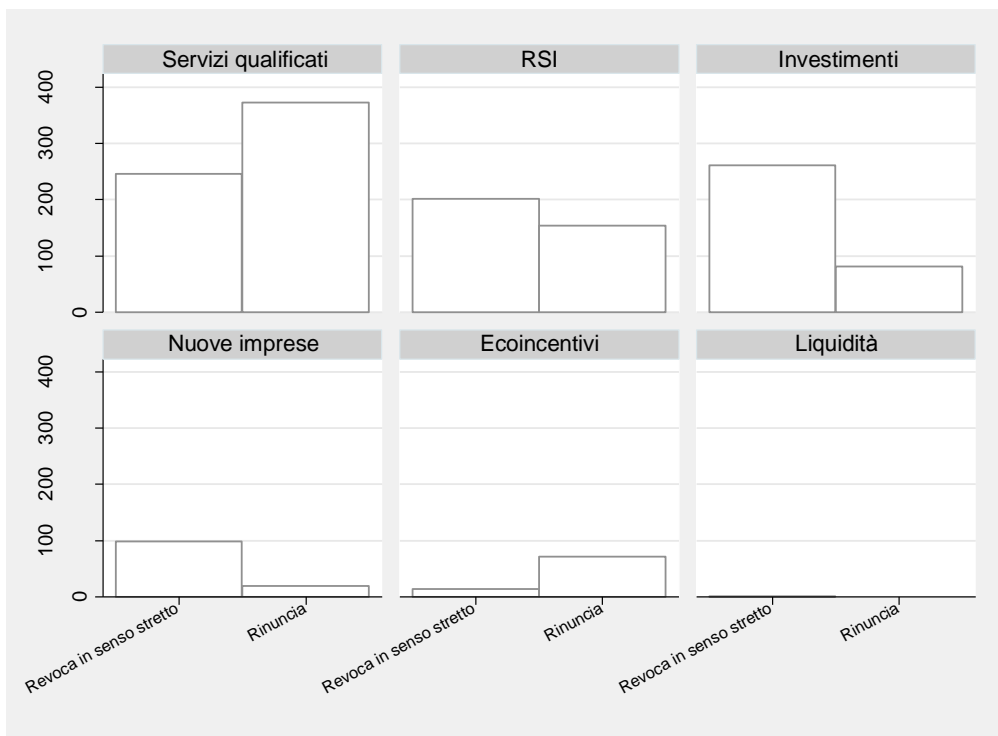 Servizi qualificati
RSI
Investimenti
400
300
200
100
0
Nuove imprese
Ecoincentivi
Liquidità
400
300
200
100
0
Revoca in senso stretto
Rinuncia
Revoca in senso stretto
Rinuncia
Revoca in senso stretto
Rinuncia